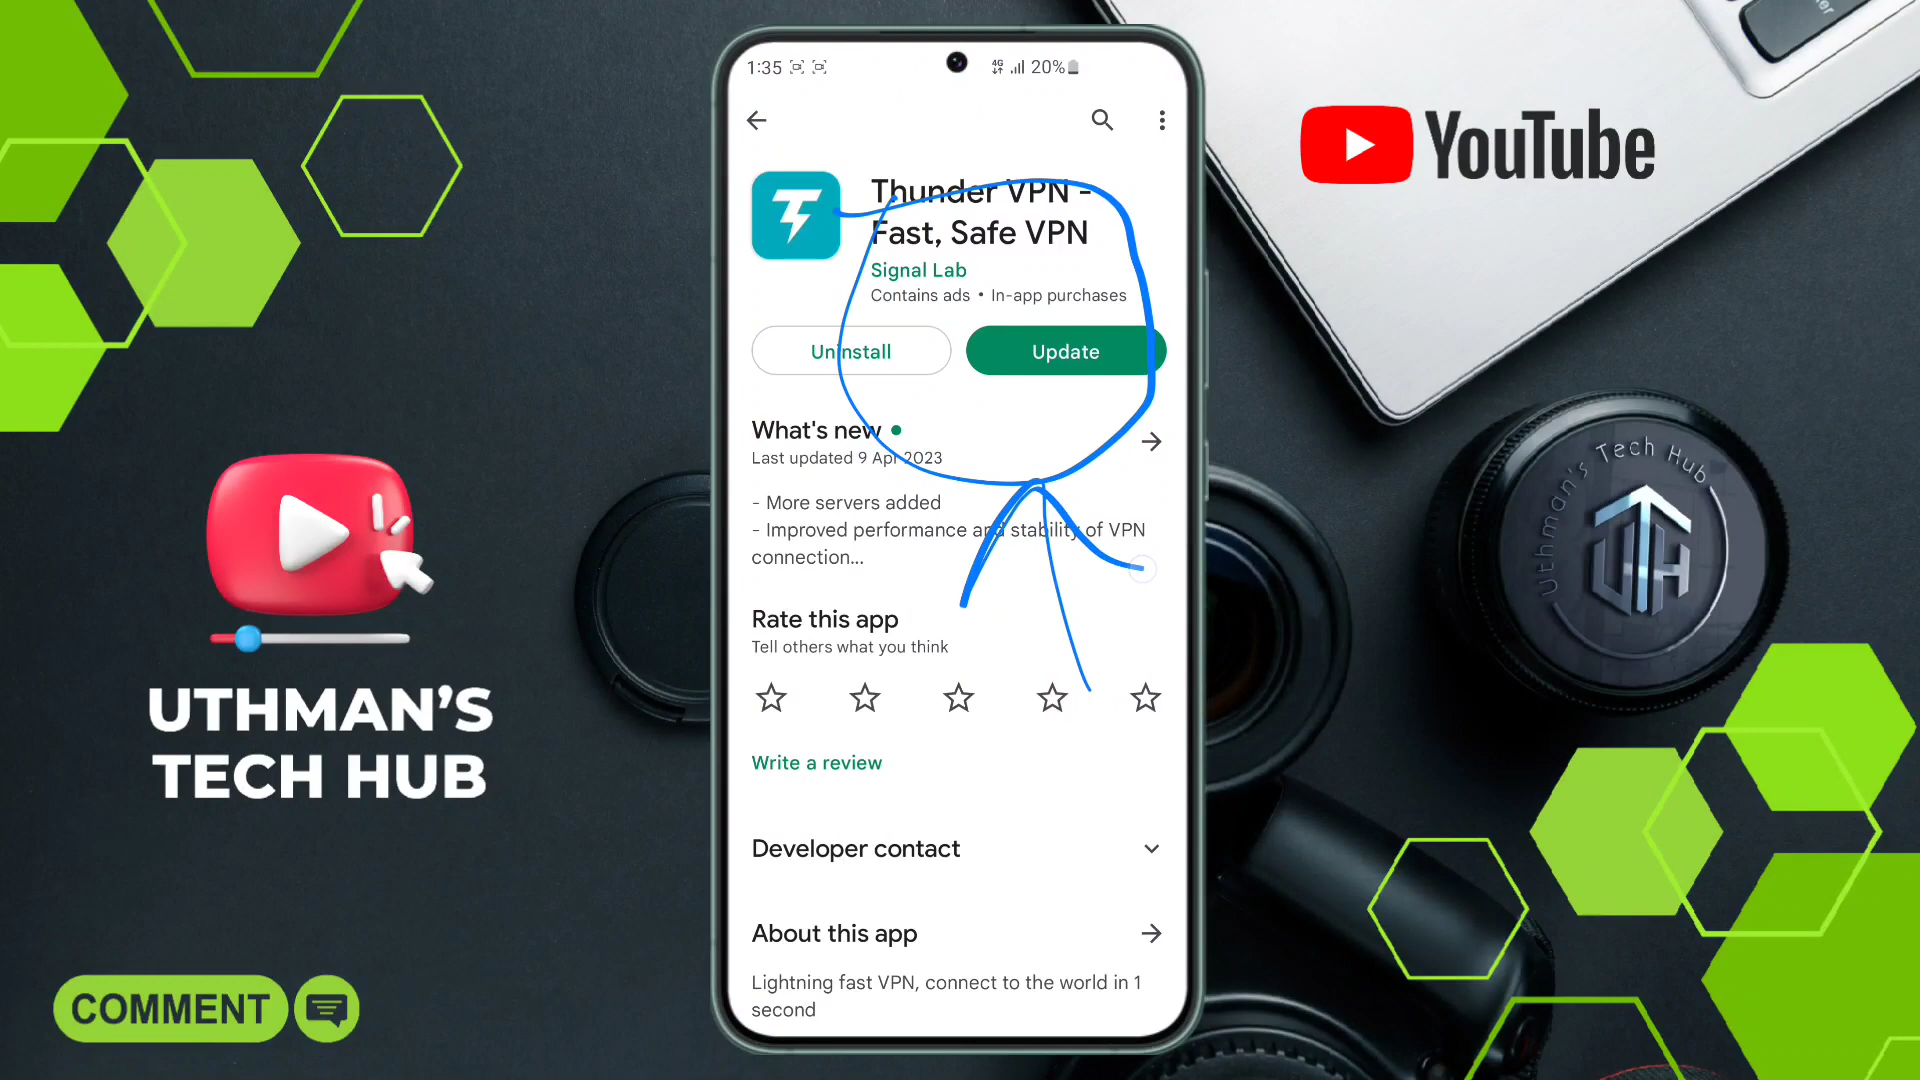 1:35
4G
20%
YouTube
Thunder VPN -
Fast, Safe VPN
Signal Lab
Contains ads • In-app purchases
Uninstall
Update
What's new
Last updated 9 Apr 2023
- More servers added
- Improved performance and stability of VPN
connection...
Rate this app
Tell others what you think
Write a review
Developer contact
About this app
Lightning fast VPN, connect to the world in 1
second
UTHMAN'S
TECH HUB
COMMENT
Uthman's Tech Hub
UTH